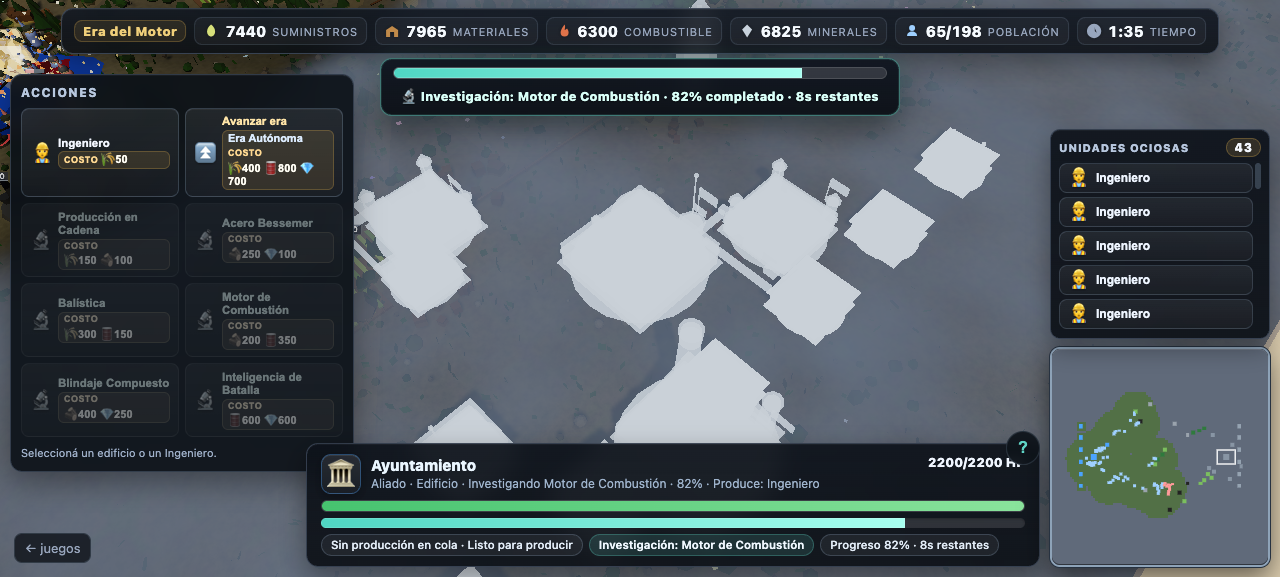 Era del Motor
7440 SUMINISTROS
7965 MATERIALES
6300 COMBUSTIBLE
6825 MINERALES
65/198 POBLACIÓN
1:35 TIEMPO
Investigación: Motor de Combustión · 82% completado · 8s restantes
ACCIONES
Ingeniero
COSTO 50
Avanzar era
Era Autónoma
COSTO
400 800
700
Producción en
Cadena
COSTO
150 100
Acero Bessemer
COSTO
250 100
Balística
COSTO
300 150
Motor de
Combustión
COSTO
200 350
Blindaje Compuesto
COSTO
400 250
Inteligencia de
Batalla
COSTO
600 600
Seleccioná un edificio o un Ingeniero.
UNIDADES OCIOSAS 43
Ingeniero
Ingeniero
Ingeniero
Ingeniero
Ingeniero
?
Ayuntamiento
2200/2200
Aliado · Edificio · Investigando Motor de Combustión · 82% · Produce: Ingeniero
Sin producción en cola · Listo para producir
Investigación: Motor de Combustión
Progreso 82% · 8s restantes
← juegos